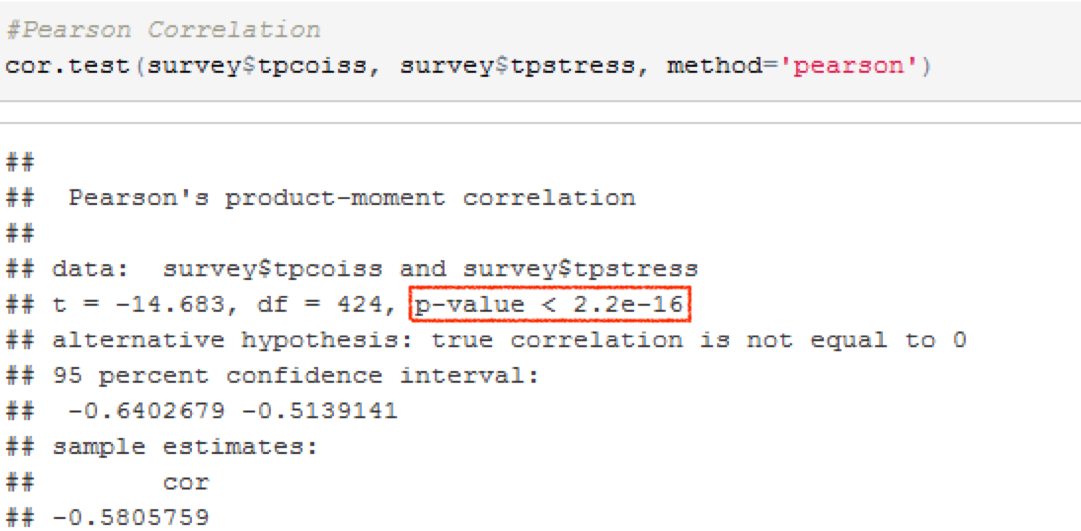 #Pearson Correlation
cor.test(survey$tpcoiss, survey$tpstress, method='pearson')
##
##  Pearson's product-moment correlation
##
## data:  survey$tpcoiss and survey$tpstress
## t = -14.683, df = 424, p-value < 2.2e-16
## alternative hypothesis: true correlation is not equal to 0
## 95 percent confidence interval:
##  -0.6402679 -0.5139141
## sample estimates:
##        cor
## -0.5805759